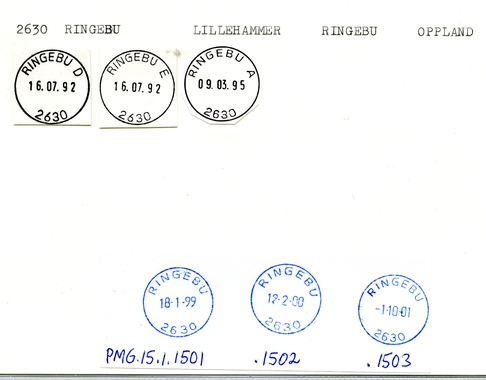 2630 RINGEBU LILLEHAMMER RINGEBU OPPLAND
RINGEBU D
16.07.92
2630
RINGEBU E
16.07.92
2630
RINGEBU A
09.03.95
2630
RINGEBU
18-1-99
2630
RINGEBU
12-2-00
2630
RINGEBU
-1-10-01
2630
PMG.15.1.1501 .1502 .1503